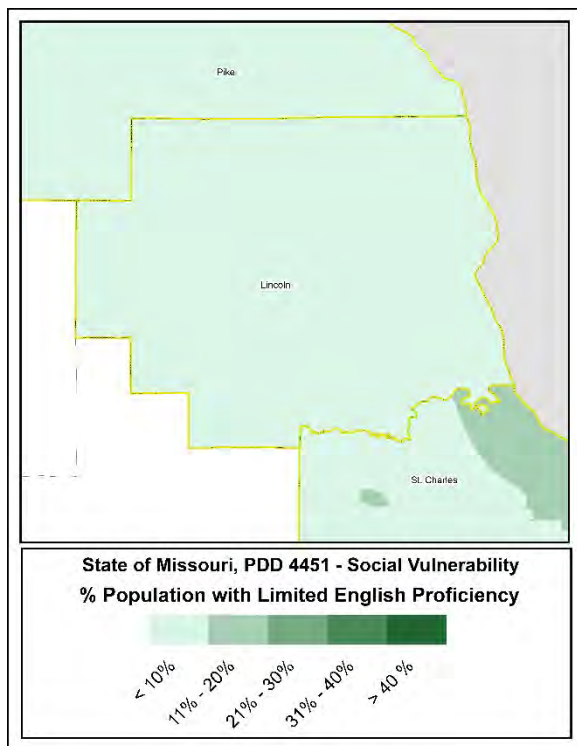 Pike
Lincoln
St. Charles
State of Missouri, PDD 4451 - Social Vulnerability
% Population with Limited English Proficiency
< 10%
11% - 20%
21% - 30%
31% - 40%
> 40 %